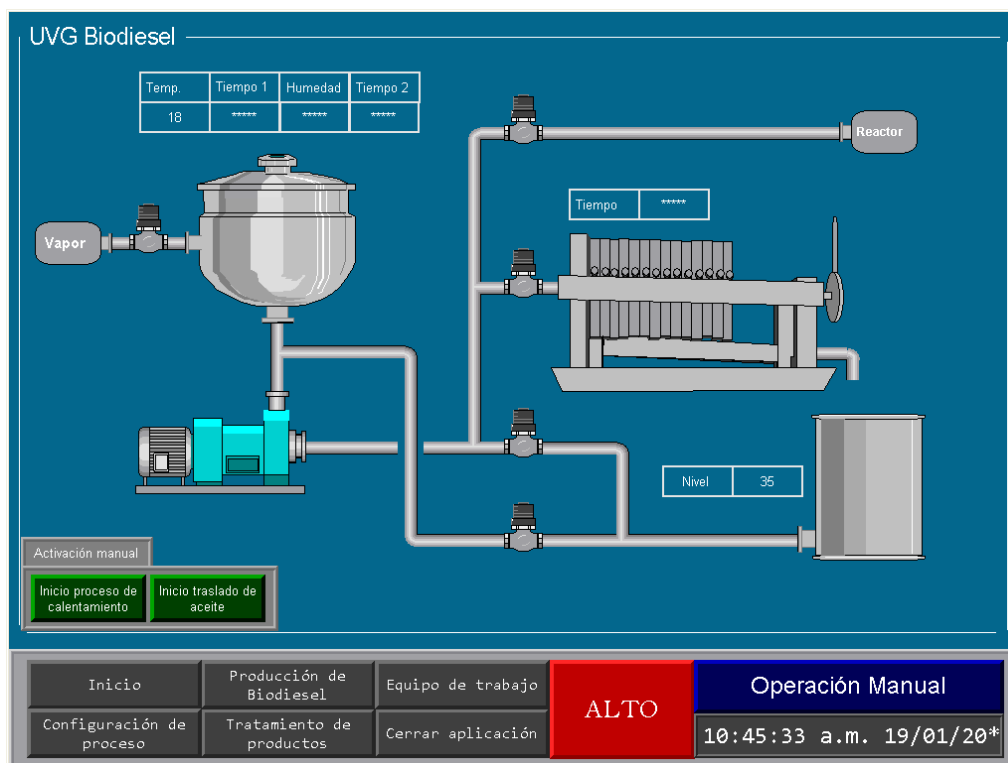 UVG Biodiesel
Temp. Tiempo 1 Humedad Tiempo 2
18 ***** ***** *****
Reactor
Tiempo *****
Vapor
Nivel 35
Activación manual
Inicio proceso de
calentamiento
Inicio traslado de
aceite
Inicio
Producción de
Biodiesel
Equipo de trabajo
ALTO
Operación Manual
Configuración de
proceso
Tratamiento de
productos
Cerrar aplicación
10:45:33 a.m. 19/01/20*